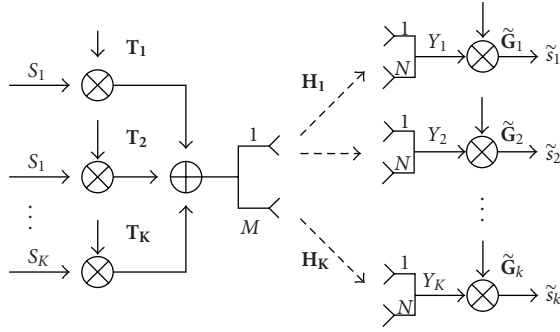 S₁ T₁
S₁ T₂
⋮
S_K T_K
1
M
H₁
H_K
1 N Y₁ G̃₁ s̃₁
1 N Y₂ G̃₂ s̃₂
⋮
1 N Y_K G̃_k s̃_k